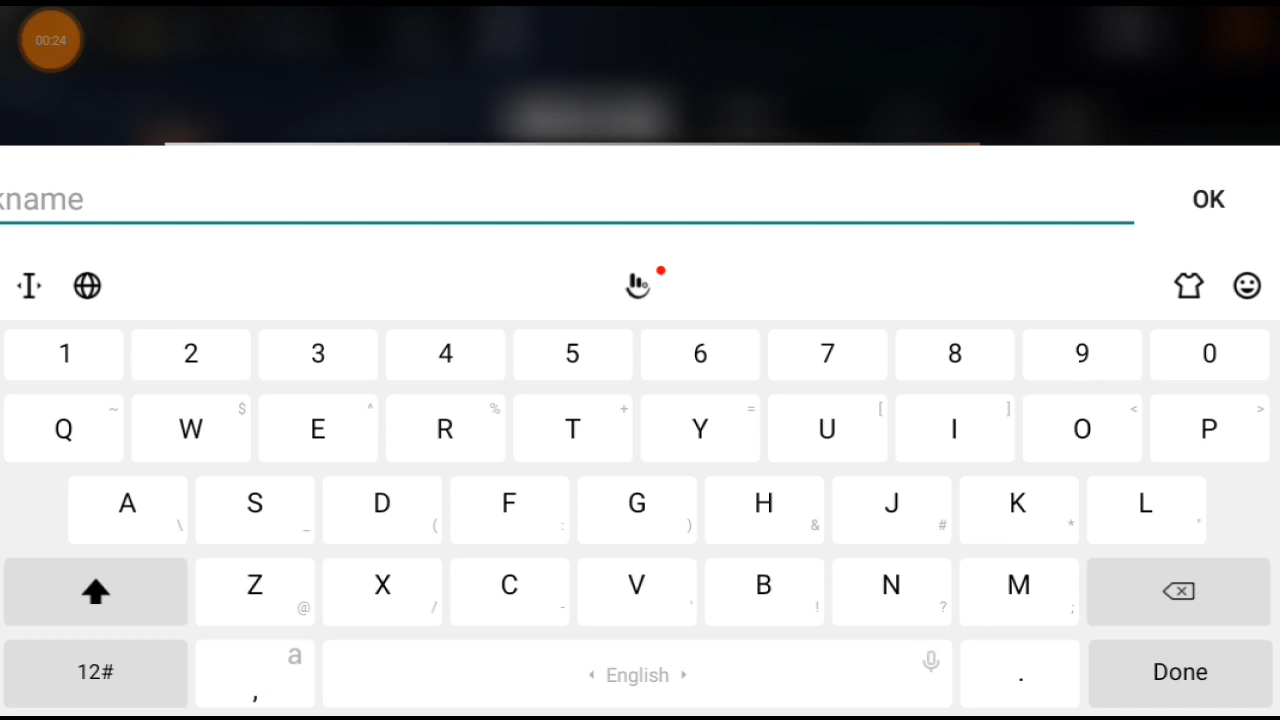 00:24
kname
OK
1 2 3 4 5 6 7 8 9 0
~ $ ^ % + = [ ] < >
Q W E R T Y U I O P
A S D F G H J K L
\ _ ( : ) & # * "
Z X C V B N M
@ / - ' ! ? ;
12# a , English . Done